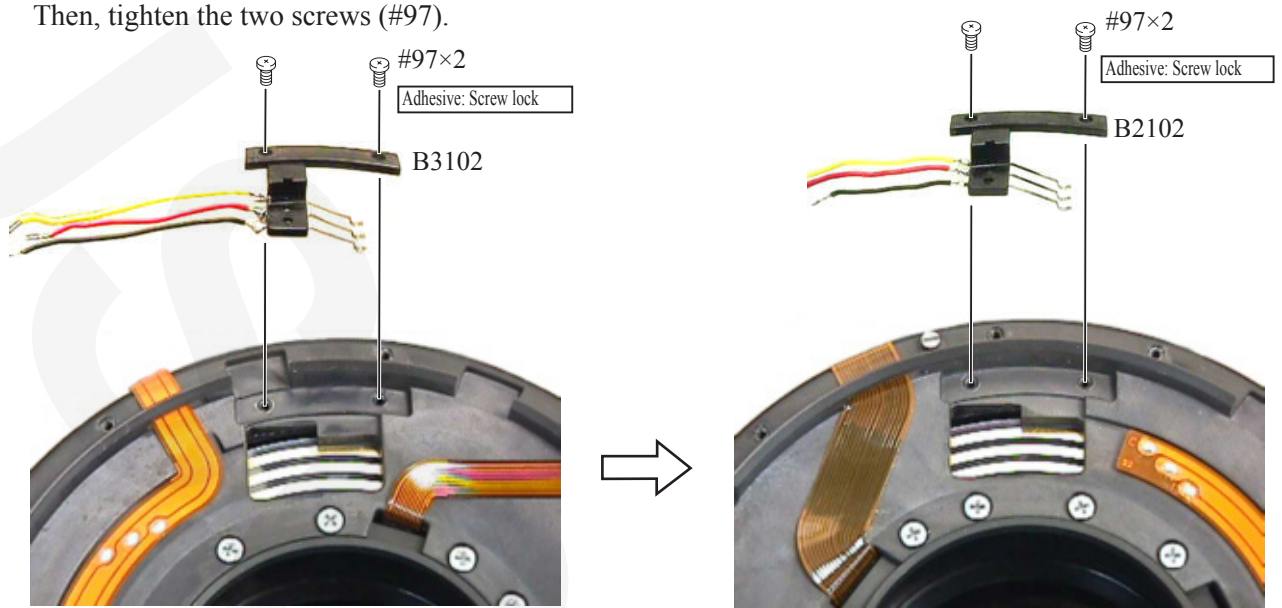 Then, tighten the two screws (#97).
#97×2
Adhesive: Screw lock
B3102
#97×2
Adhesive: Screw lock
B2102